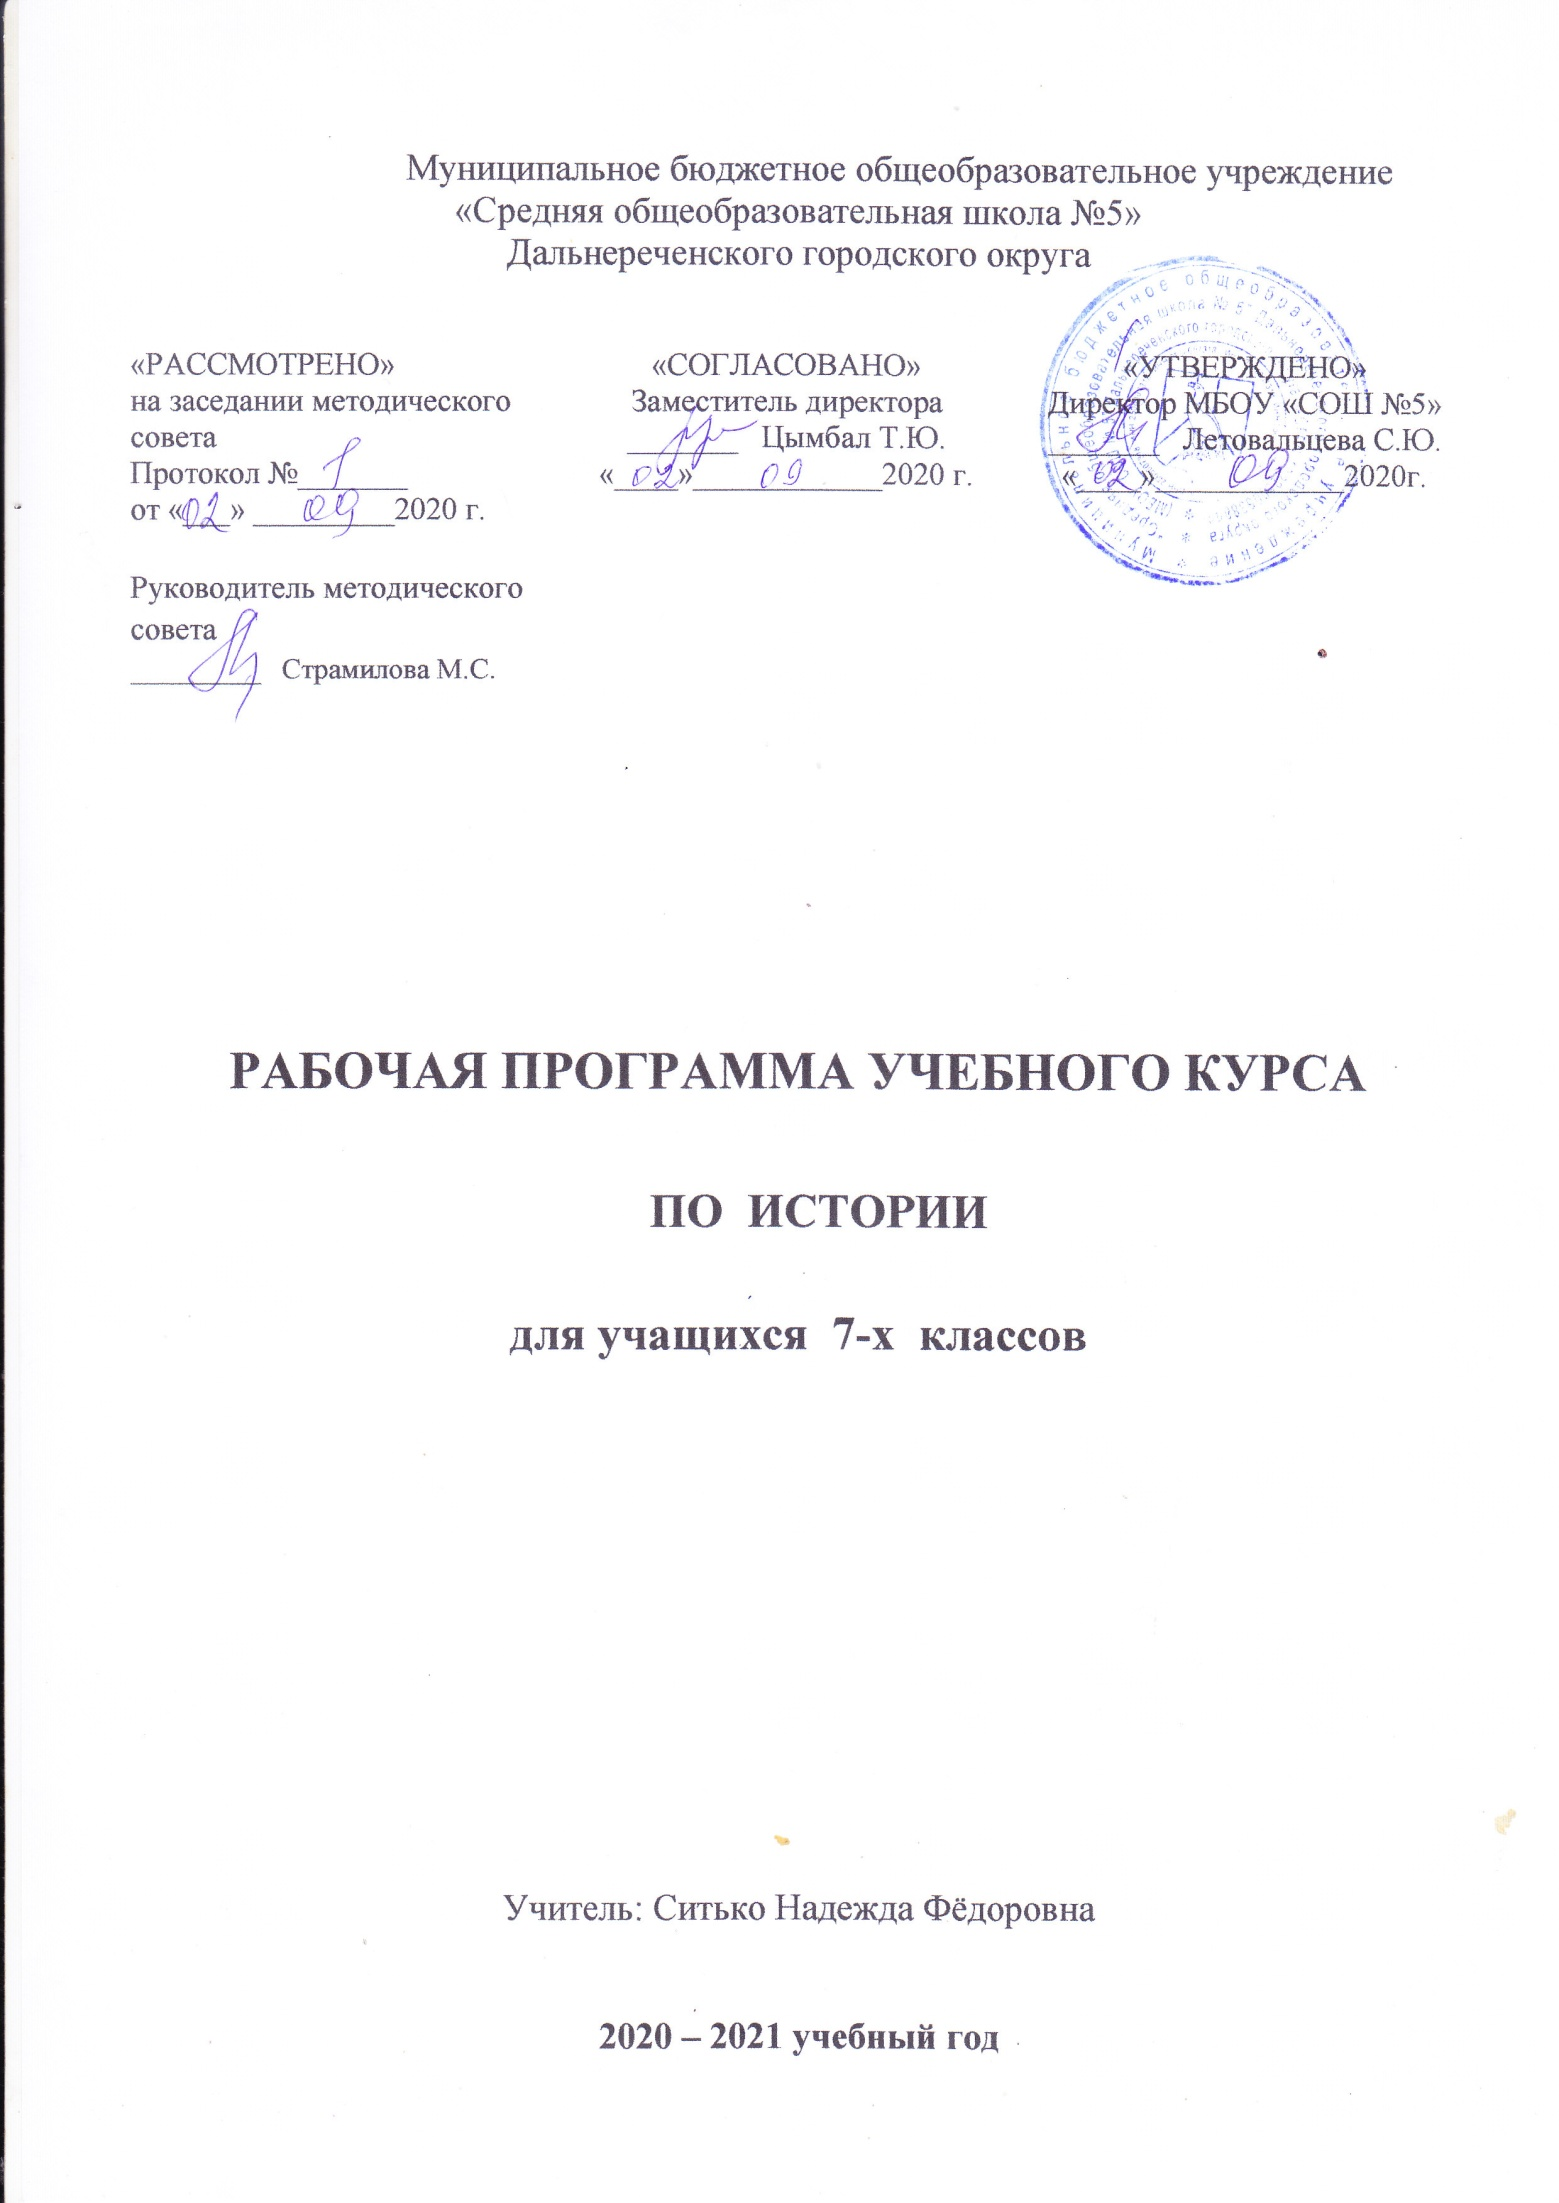 Муниципальное бюджетное общеобразовательное учреждение
«Средняя общеобразовательная школа №5»
Дальнереченского городского округа
«РАССМОТРЕНО»
на заседании методического
совета
Протокол № 1
от «02» 09 2020 г.
Руководитель методического
совета
Страмилова М.С.
«СОГЛАСОВАНО»
Заместитель директора
Цымбал Т.Ю.
«02» 09 2020 г.
«УТВЕРЖДЕНО»
Директор МБОУ «СОШ №5»
Летовальцева С.Ю.
«02» 09 2020г.
РАБОЧАЯ ПРОГРАММА УЧЕБНОГО КУРСА
ПО ИСТОРИИ
для учащихся 7-х классов
Учитель: Ситько Надежда Фёдоровна
2020 – 2021 учебный год